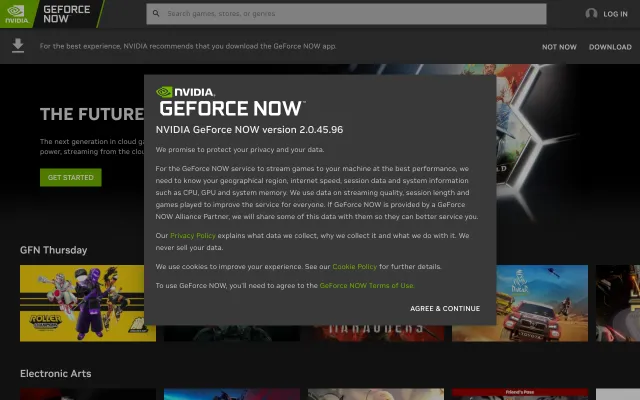 NVIDIA
GEFORCE
NOW
Search games, stores, or genres
LOG IN
For the best experience, NVIDIA recommends that you download the GeForce NOW app.
NOT NOW
DOWNLOAD
THE FUTURE
The next generation in cloud ga
power, streaming from the clou
GET STARTED
NVIDIA.
GEFORCE NOW
NVIDIA GeForce NOW version 2.0.45.96
We promise to protect your privacy and your data.
For the GeForce NOW service to stream games to your machine at the best performance, we
need to know your geographical region, internet speed, session data and system information
such as CPU, GPU and system memory. We use data on streaming quality, session length and
games played to improve the service for everyone. If GeForce NOW is provided by a GeForce
NOW Alliance Partner, we will share some of this data with them so they can better service you.
Our Privacy Policy explains what data we collect, why we collect it and what we do with it. We
never sell your data.
We use cookies to improve your experience. See our Cookie Policy for further details.
To use GeForce NOW, you'll need to agree to the GeForce NOW Terms of Use.
AGREE & CONTINUE
GFN Thursday
ROLLER
CHAMPIONS
MARAUDERS
DAKAR
Electronic Arts
Friend's Pass